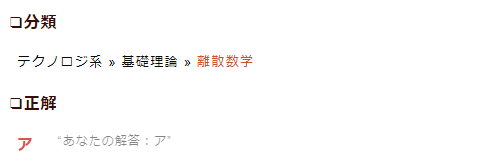 ❏分類
テクノロジ系 » 基礎理論 » 離散数学
❏正解
ア “あなたの解答：ア”